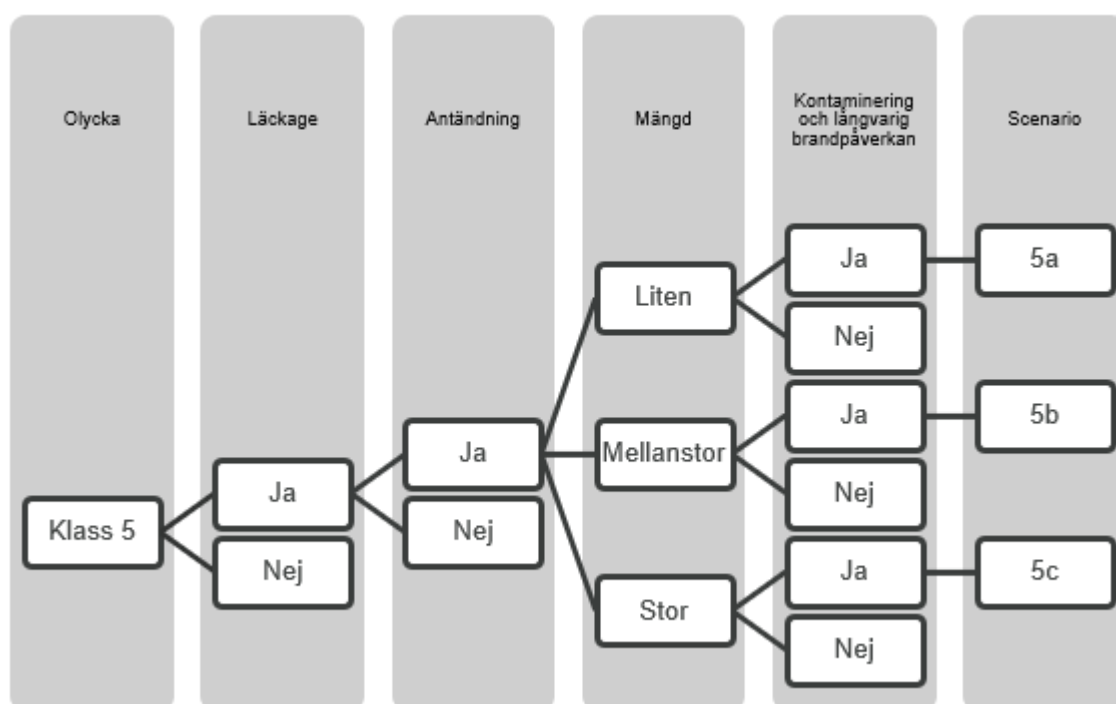 Olycka
Läckage
Antändning
Mängd
Kontaminering
och långvarig
brandpåverkan
Scenario
Ja
5a
Liten
Nej
Ja
5b
Ja
Mellanstor
Ja
Nej
Klass 5
Nej
Nej
Ja
5c
Stor
Nej